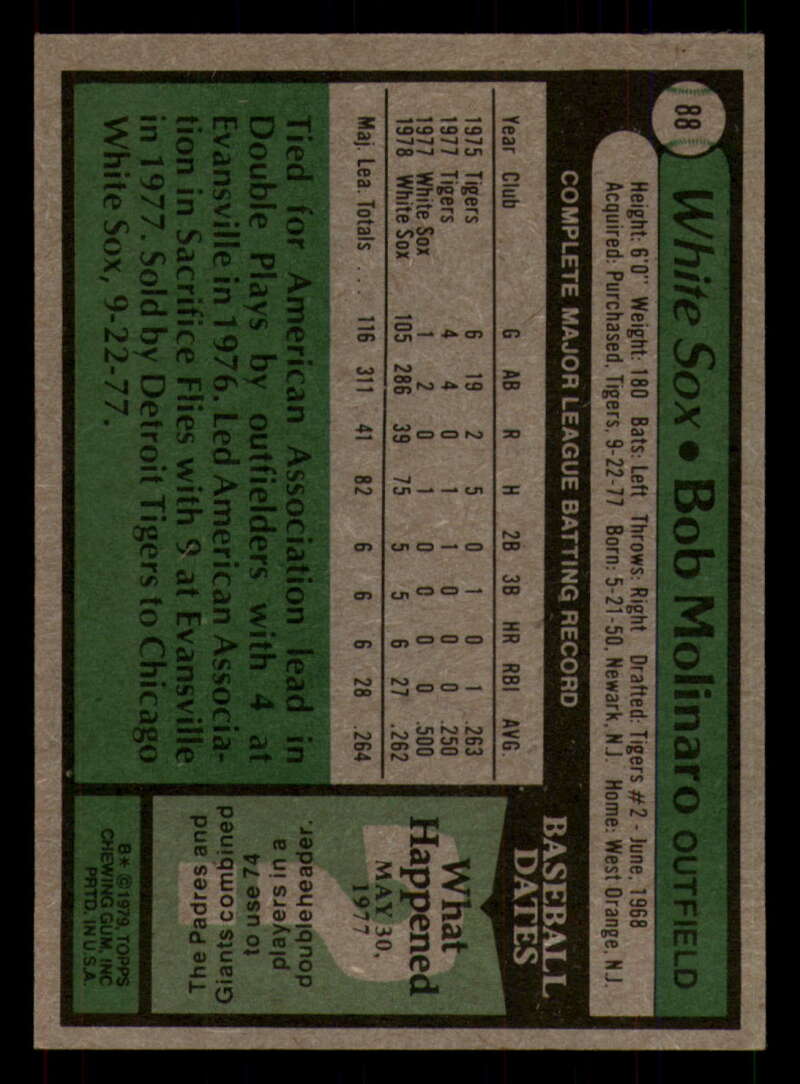 88
White Sox • Bob Molinaro OUTFIELD
Height: 6'0" Weight: 180 Bats: Left Throws: Right Drafted: Tigers #2 - June, 1968
Acquired: Purchased, Tigers, 9-22-77 Born: 5-21-50, Newark, N.J. Home: West Orange, N.J.
COMPLETE MAJOR LEAGUE BATTING RECORD
Year Club G AB R H 2B 3B HR RBI AVG.
1975 Tigers 6 19 2 5 0 1 0 1 .263
1977 Tigers 4 4 0 1 1 0 0 0 .250
1977 White Sox 1 2 0 1 0 0 0 0 .500
1978 White Sox 105 286 39 75 5 5 6 27 .262
Maj. Lea. Totals ... 116 311 41 82 6 6 6 28 .264
Tied for American Association lead in
Double Plays by outfielders with 4 at
Evansville in 1976. Led American Associa-
tion in Sacrifice Flies with 9 at Evansville
in 1977. Sold by Detroit Tigers to Chicago
White Sox, 9-22-77.
BASEBALL
DATES
What
Happened
MAY 30,
1977
The Padres and
Giants combined
to use 74
players in a
doubleheader.
B* © 1979, TOPPS
CHEWING GUM, INC
PRTD. IN U.S.A.